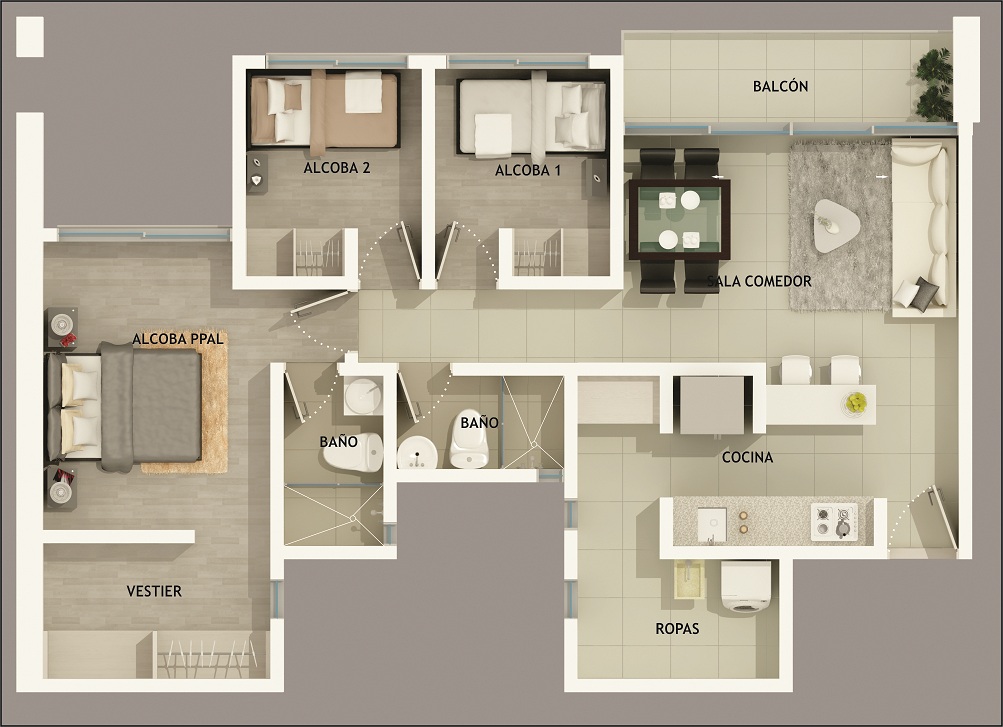 BALCÓN
ALCOBA 2
ALCOBA 1
SALA COMEDOR
ALCOBA PPAL
BAÑO
BAÑO
COCINA
VESTIER
ROPAS